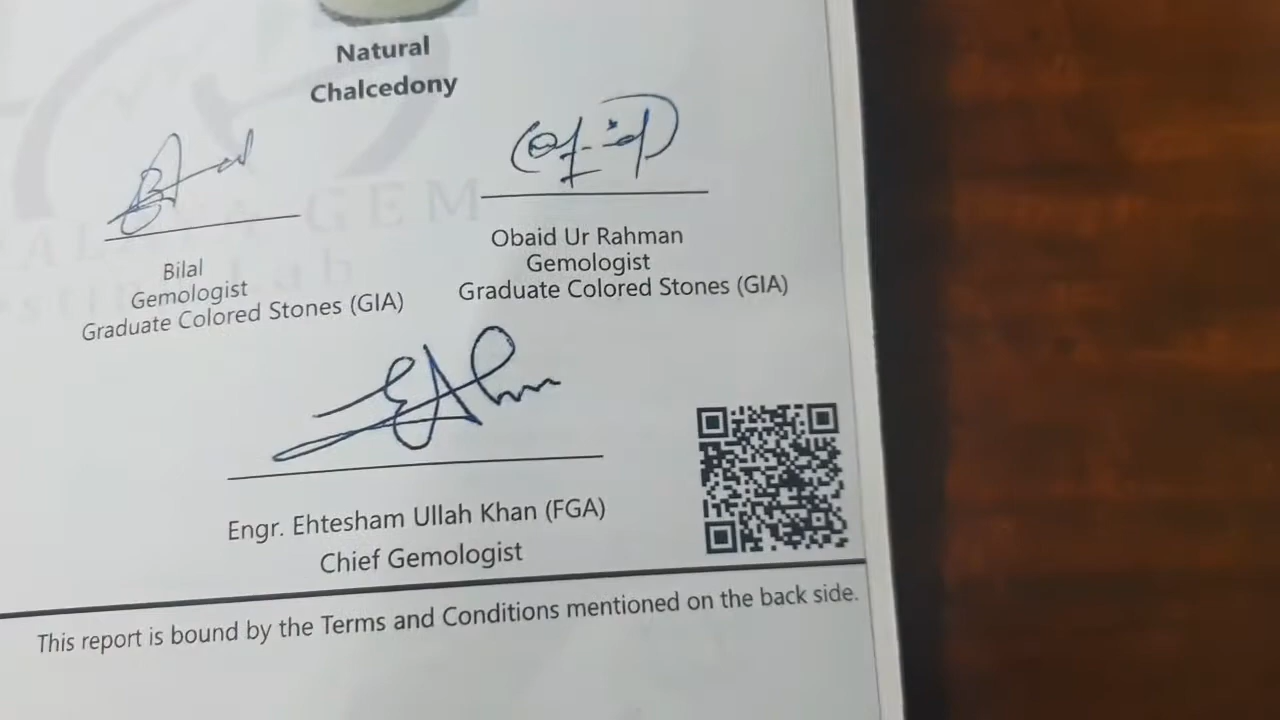 Natural
Chalcedony
GEM
Bilal
Gemologist
Graduate Colored Stones (GIA)
Obaid Ur Rahman
Gemologist
Graduate Colored Stones (GIA)
Engr. Ehtesham Ullah Khan (FGA)
Chief Gemologist
This report is bound by the Terms and Conditions mentioned on the back side.